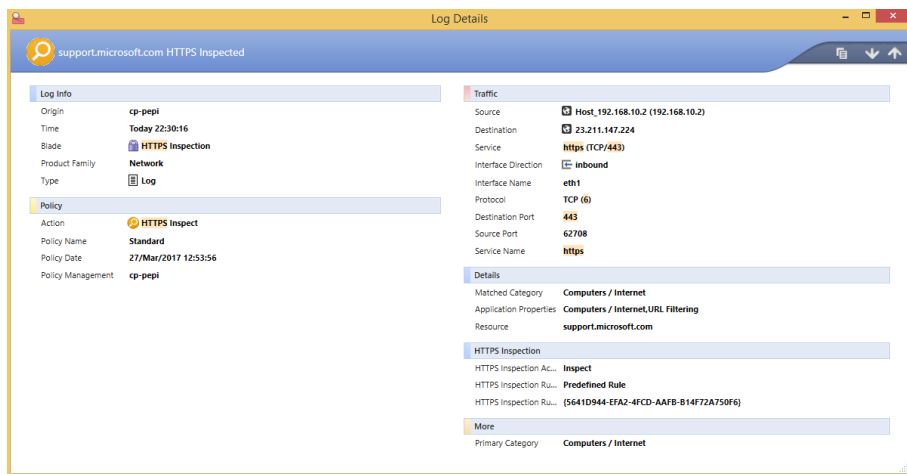 Log Details
support.microsoft.com HTTPS Inspected
Log Info
Origin cp-pepi
Time Today 22:30:16
Blade HTTPS Inspection
Product Family Network
Type Log
Policy
Action HTTPS Inspect
Policy Name Standard
Policy Date 27/Mar/2017 12:53:56
Policy Management cp-pepi
Traffic
Source Host_192.168.10.2 (192.168.10.2)
Destination 23.211.147.224
Service https (TCP/443)
Interface Direction inbound
Interface Name eth1
Protocol TCP (6)
Destination Port 443
Source Port 62708
Service Name https
Details
Matched Category Computers / Internet
Application Properties Computers / Internet,URL Filtering
Resource support.microsoft.com
HTTPS Inspection
HTTPS Inspection Ac... Inspect
HTTPS Inspection Ru... Predefined Rule
HTTPS Inspection Ru... {5641D944-EFA2-4FCD-AAFB-B14F72A750F6}
More
Primary Category Computers / Internet